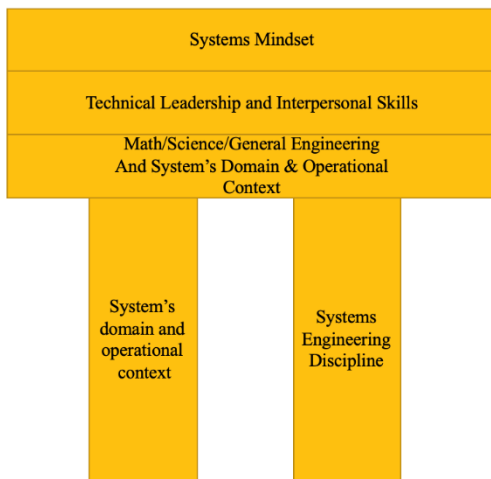 Systems Mindset
Technical Leadership and Interpersonal Skills
Math/Science/General Engineering
And System’s Domain & Operational
Context
System’s
domain and
operational
context
Systems
Engineering
Discipline